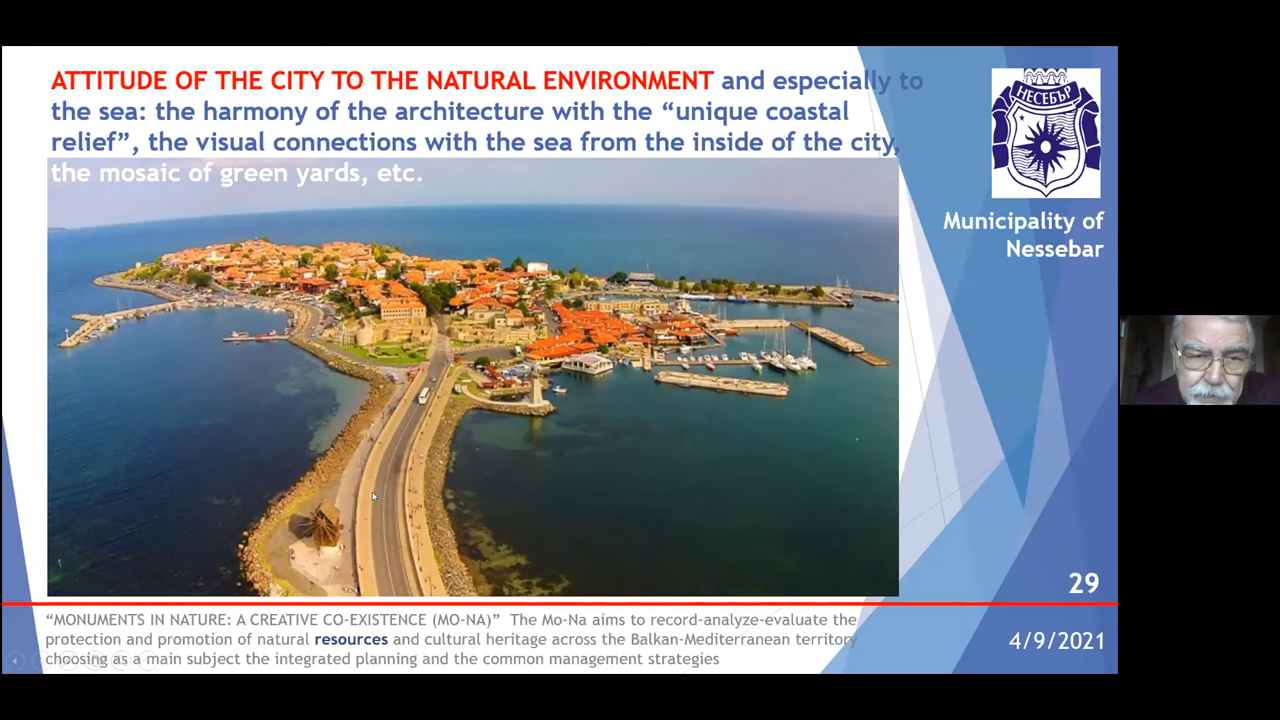 ATTITUDE OF THE CITY TO THE NATURAL ENVIRONMENT and especially to
the sea: the harmony of the architecture with the “unique coastal
relief”, the visual connections with the sea from the inside of the city,
the mosaic of green yards, etc.
НЕСЕБЪР
Municipality of
Nessebar
29
“MONUMENTS IN NATURE: A CREATIVE CO-EXISTENCE (MO-NA)” The Mo-Na aims to record-analyze-evaluate the
protection and promotion of natural resources and cultural heritage across the Balkan-Mediterranean territory
choosing as a main subject the integrated planning and the common management strategies
4/9/2021